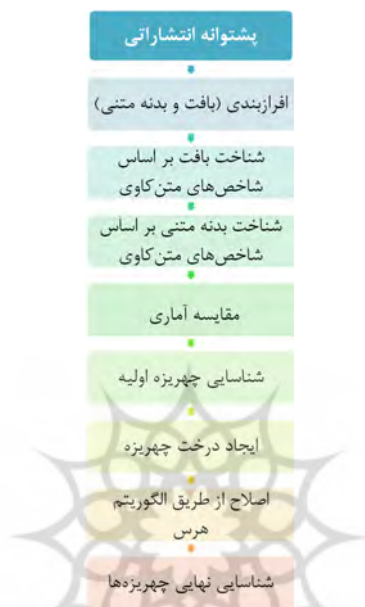 پشتوانه انتشاراتی
افرازبندی (بافت و بدنه متنی)
شناخت بافت بر اساس
شاخص‌های متن‌کاوی
شناخت بدنه متنی بر اساس
شاخص‌های متن‌کاوی
مقایسه آماری
شناسایی چهریزه اولیه
ایجاد درخت چهریزه
اصلاح از طریق الگوریتم
هرس
شناسایی نهایی چهریزه‌ها